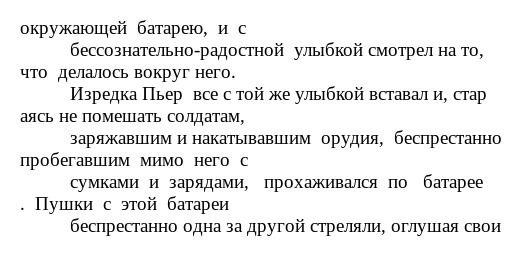 окружающей батарею, и с
бессознательно-радостной улыбкой смотрел на то,
что делалось вокруг него.
Изредка Пьер все с той же улыбкой вставал и, стар
аясь не помешать солдатам,
заряжавшим и накатывавшим орудия, беспрестанно
пробегавшим мимо него с
сумками и зарядами, прохаживался по батарее
. Пушки с этой батареи
беспрестанно одна за другой стреляли, оглушая свои